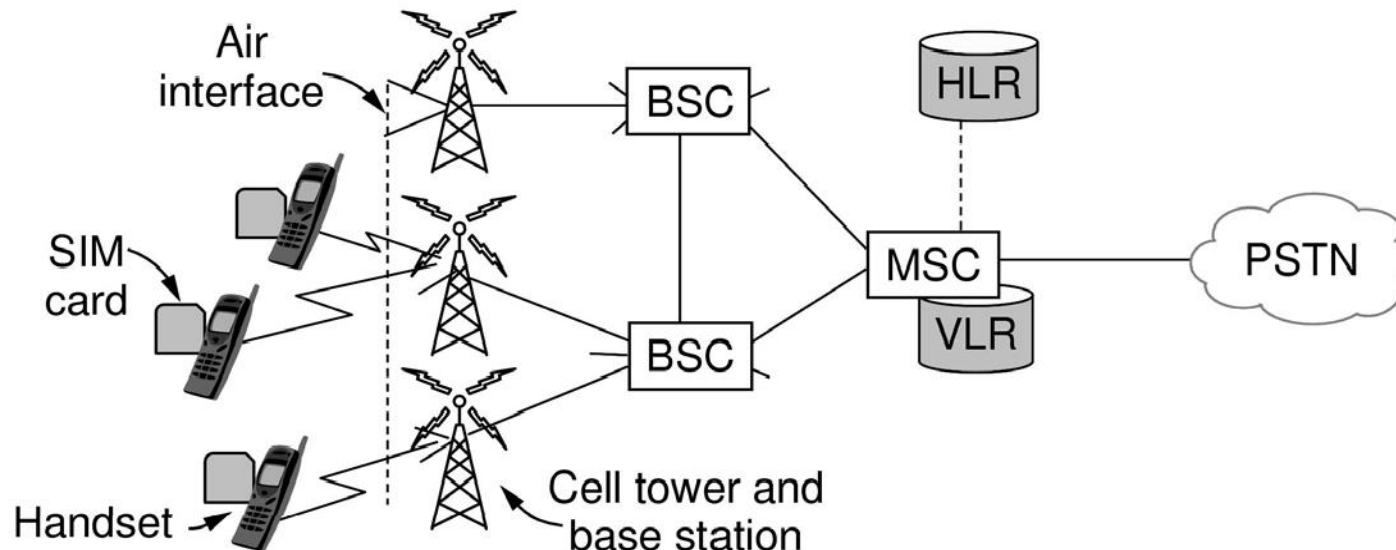 Air
interface
BSC
HLR
SIM
card
MSC
PSTN
VLR
BSC
Handset
Cell tower and
base station